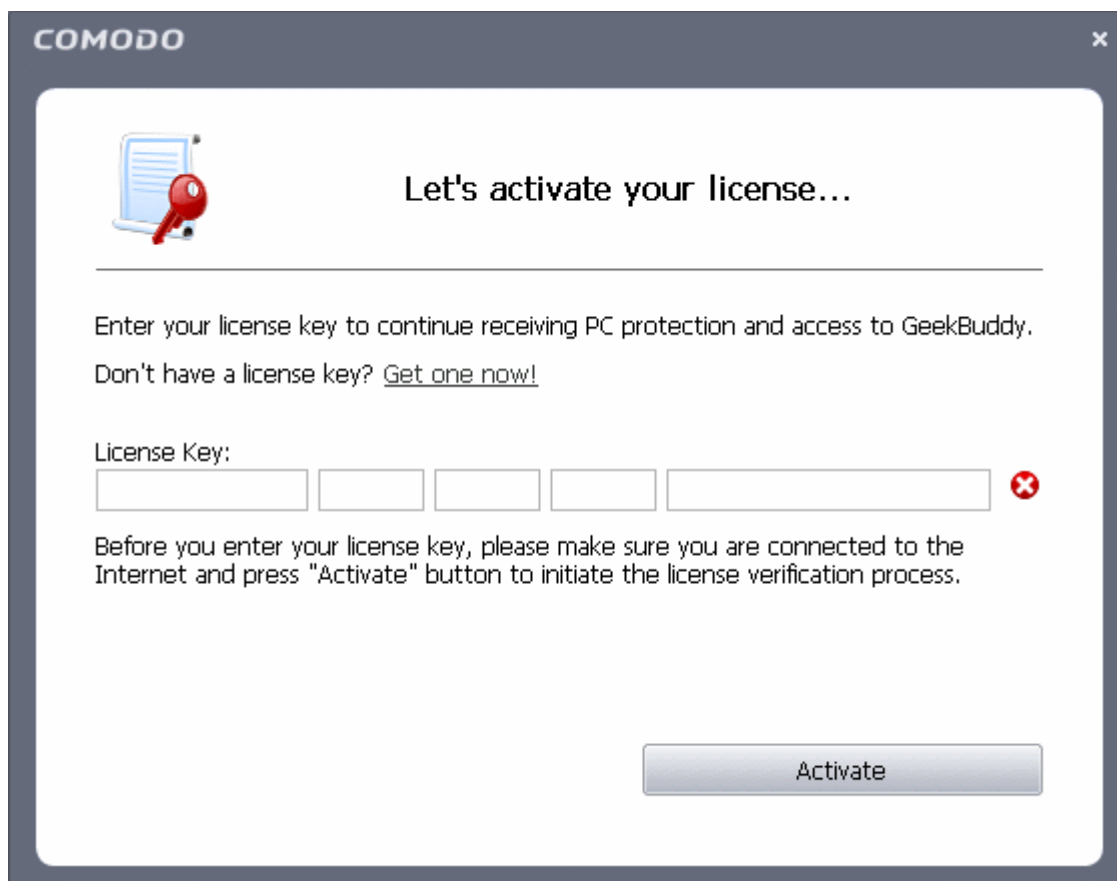 COMODO
Let's activate your license...
Enter your license key to continue receiving PC protection and access to GeekBuddy.
Don't have a license key? Get one now!
License Key:
Before you enter your license key, please make sure you are connected to the
Internet and press "Activate" button to initiate the license verification process.
Activate